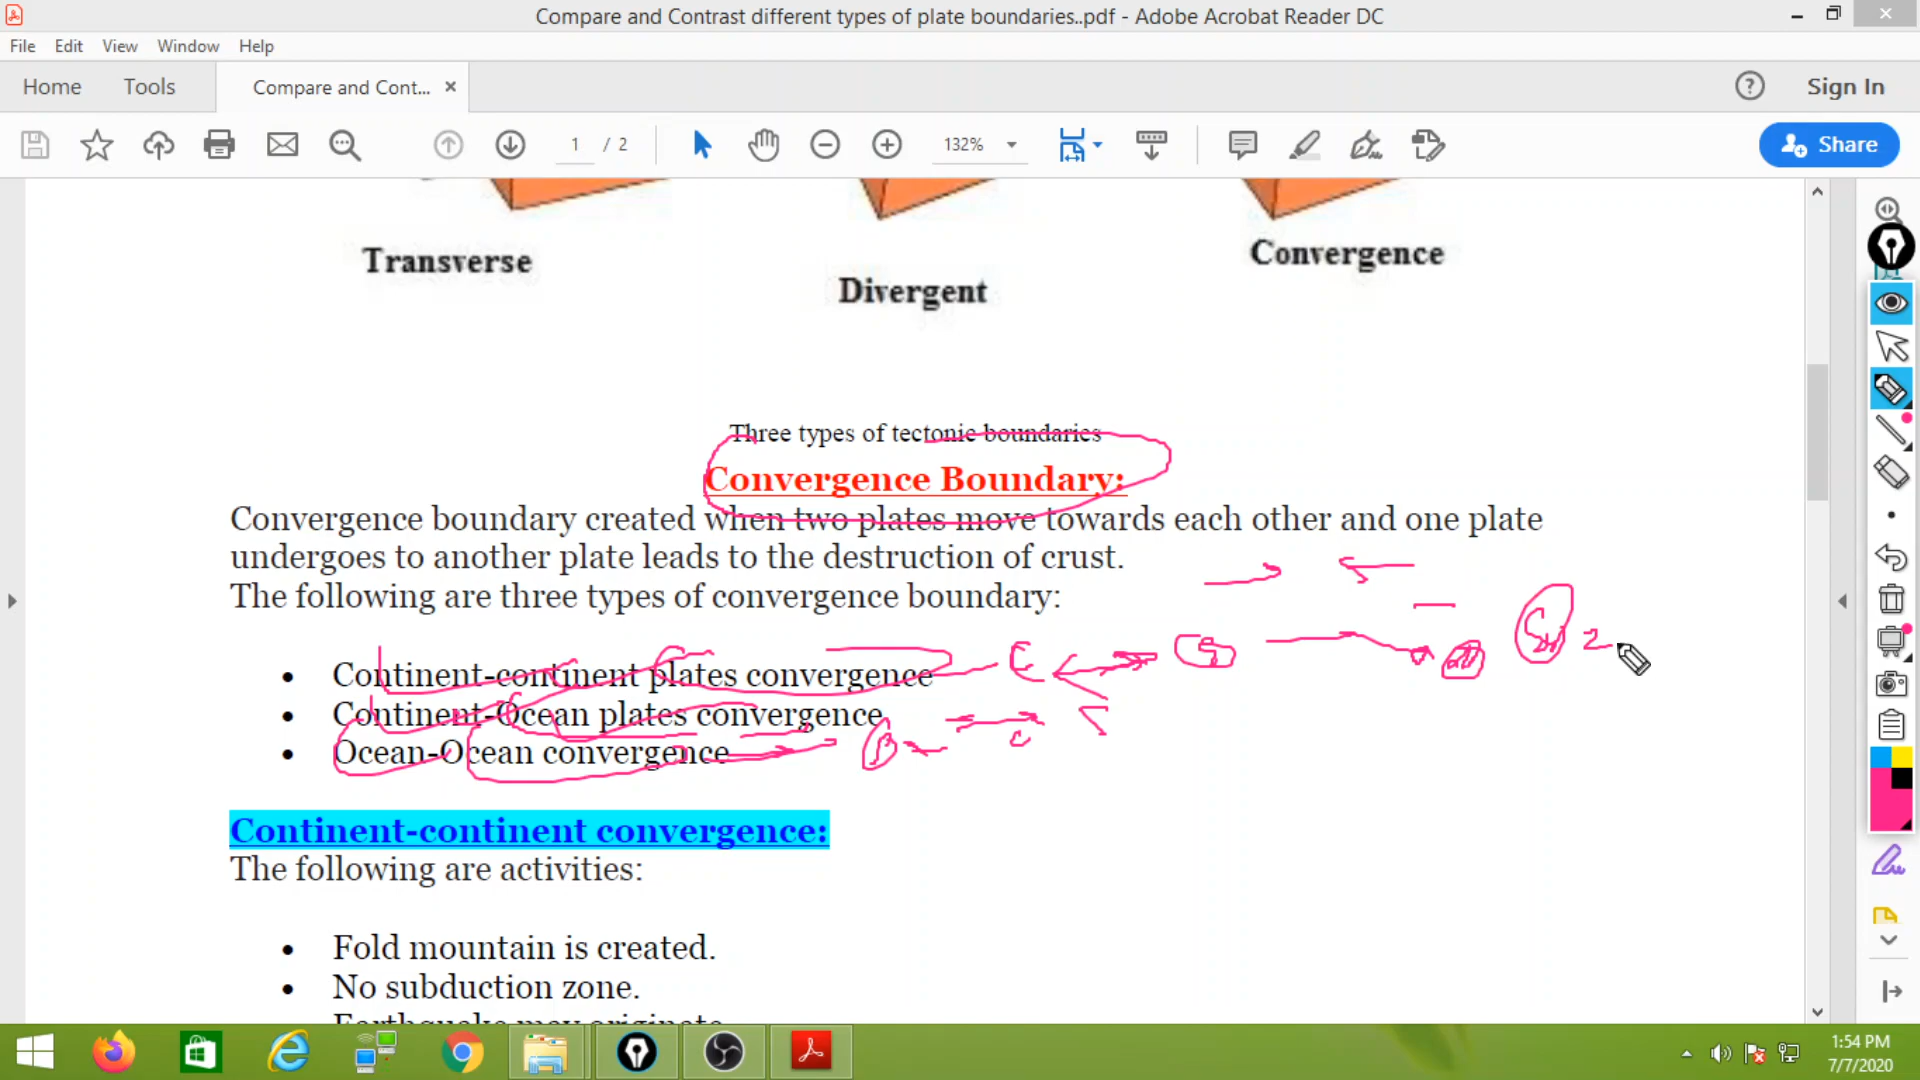 Compare and Contrast different types of plate boundaries..pdf - Adobe Acrobat Reader DC
File Edit View Window Help
Home Tools Compare and Cont... × Sign In
1 / 2 132% Share
Transverse
Divergent
Convergence
Three types of tectonic boundaries
Convergence Boundary:
Convergence boundary created when two plates move towards each other and one plate
undergoes to another plate leads to the destruction of crust.
The following are three types of convergence boundary:
• Continent-continent plates convergence
• Continent-Ocean plates convergence
• Ocean-Ocean convergence
Continent-continent convergence:
The following are activities:
• Fold mountain is created.
• No subduction zone.
Earthquake may originate
1:54 PM
7/7/2020